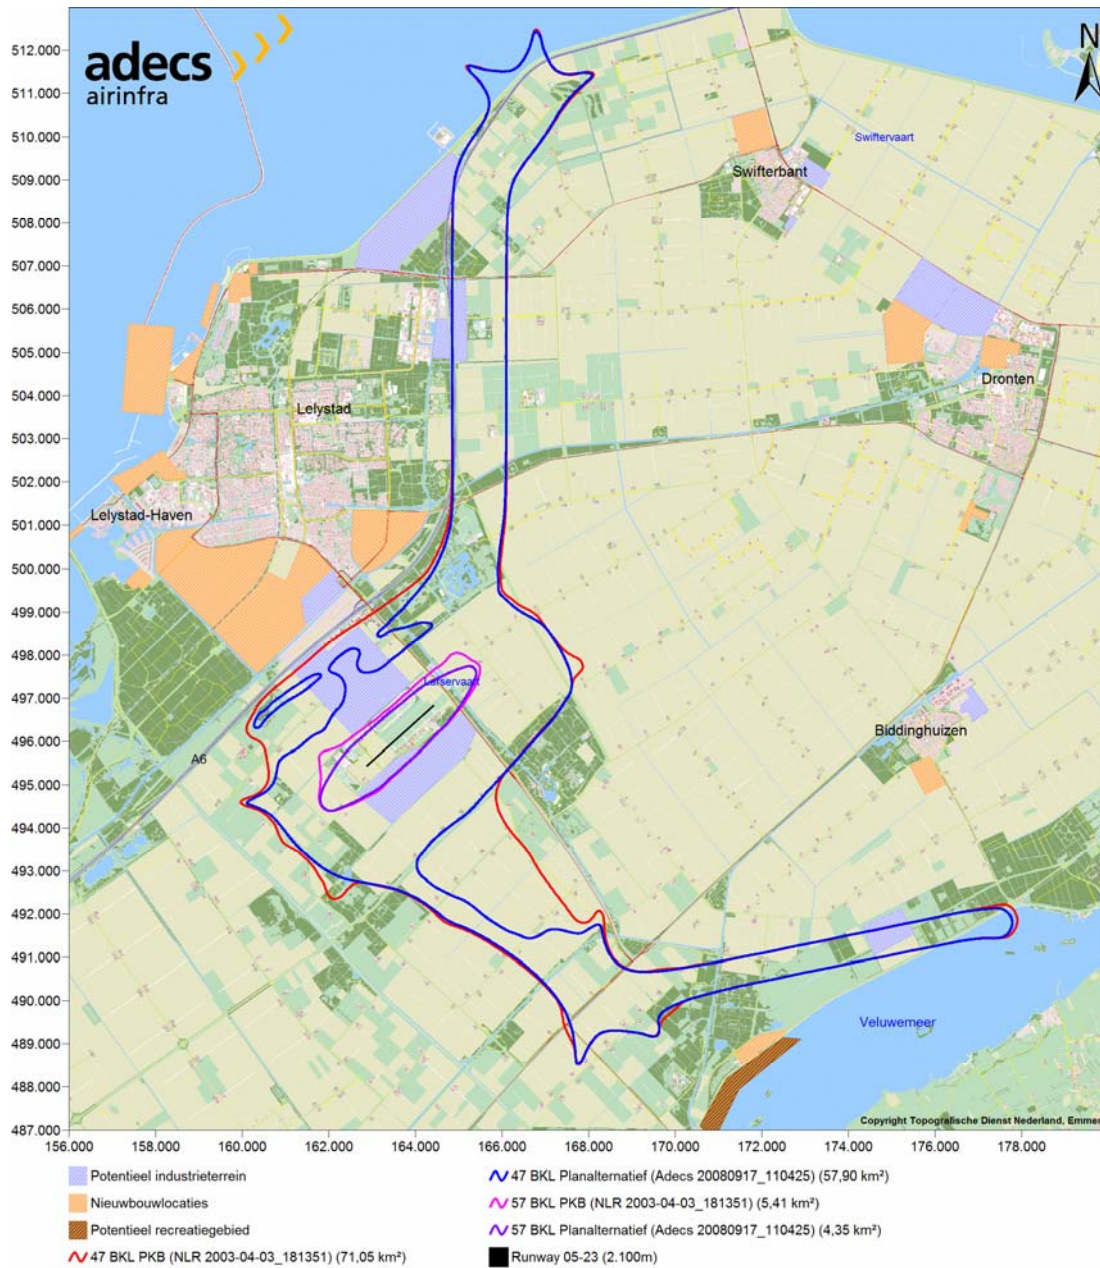 adecs
airinfra
N
512.000
511.000
510.000
509.000
508.000
507.000
506.000
505.000
504.000
503.000
502.000
501.000
500.000
499.000
498.000
497.000
496.000
495.000
494.000
493.000
492.000
491.000
490.000
489.000
488.000
487.000
Swiftervaart
Swifterbant
Dronten
Lelystad
Lelystad-Haven
Larservaart
Biddinghuizen
A6
Veluwemeer
Copyright Topografische Dienst Nederland, Emmen
156.000 158.000 160.000 162.000 164.000 166.000 168.000 170.000 172.000 174.000 176.000 178.000
Potentieel industrieterrein
Nieuwbouwlocaties
Potentieel recreatiegebied
47 BKL PKB (NLR 2003-04-03_181351) (71,05 km²)
47 BKL Planalternatief (Adecs 20080917_110425) (57,90 km²)
57 BKL PKB (NLR 2003-04-03_181351) (5,41 km²)
57 BKL Planalternatief (Adecs 20080917_110425) (4,35 km²)
Runway 05-23 (2.100m)